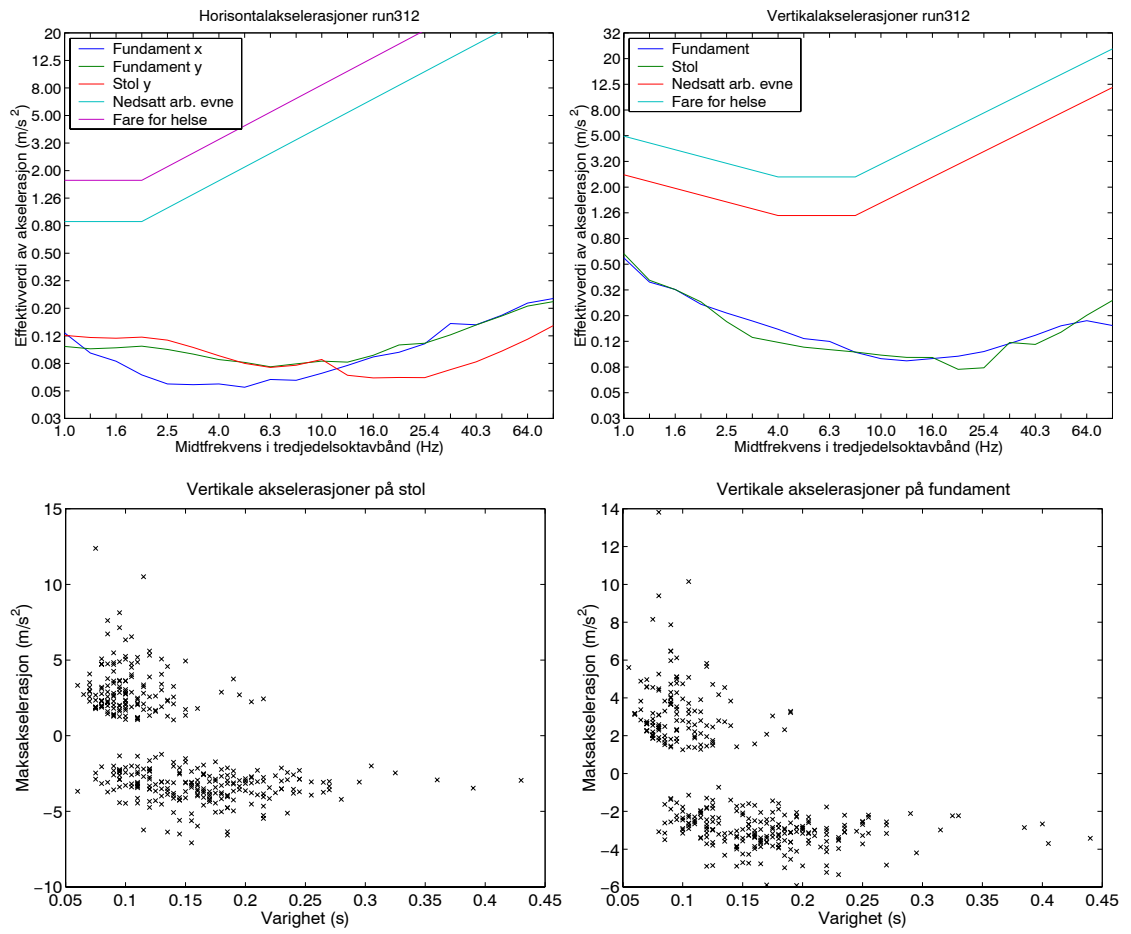 Horisontalakselerasjoner run312
20
12.5
8.00
5.00
3.20
2.00
1.26
0.80
0.50
0.32
0.20
0.12
0.08
0.05
0.03
Effektivverdi av akselerasjon (m/s²)
Fundament x
Fundament y
Stol y
Nedsatt arb. evne
Fare for helse
1.0 1.6 2.5 4.0 6.3 10.0 16.0 25.4 40.3 64.0
Midtfrekvens i tredjedelsoktavbånd (Hz)
Vertikalakselerasjoner run312
32
20
12.5
8.00
5.00
3.20
2.00
1.26
0.80
0.50
0.32
0.20
0.12
0.08
0.05
0.03
Effektivverdi av akselerasjon (m/s²)
Fundament
Stol
Nedsatt arb. evne
Fare for helse
1.0 1.6 2.5 4.0 6.3 10.0 16.0 25.4 40.3 64.0
Midtfrekvens i tredjedelsoktavbånd (Hz)
Vertikale akselerasjoner på stol
15
10
5
0
−5
−10
Maksakselerasjon (m/s²)
0.05 0.1 0.15 0.2 0.25 0.3 0.35 0.4 0.45
Varighet (s)
Vertikale akselerasjoner på fundament
14
12
10
8
6
4
2
0
−2
−4
−6
Maksakselerasjon (m/s²)
0.05 0.1 0.15 0.2 0.25 0.3 0.35 0.4 0.45
Varighet (s)